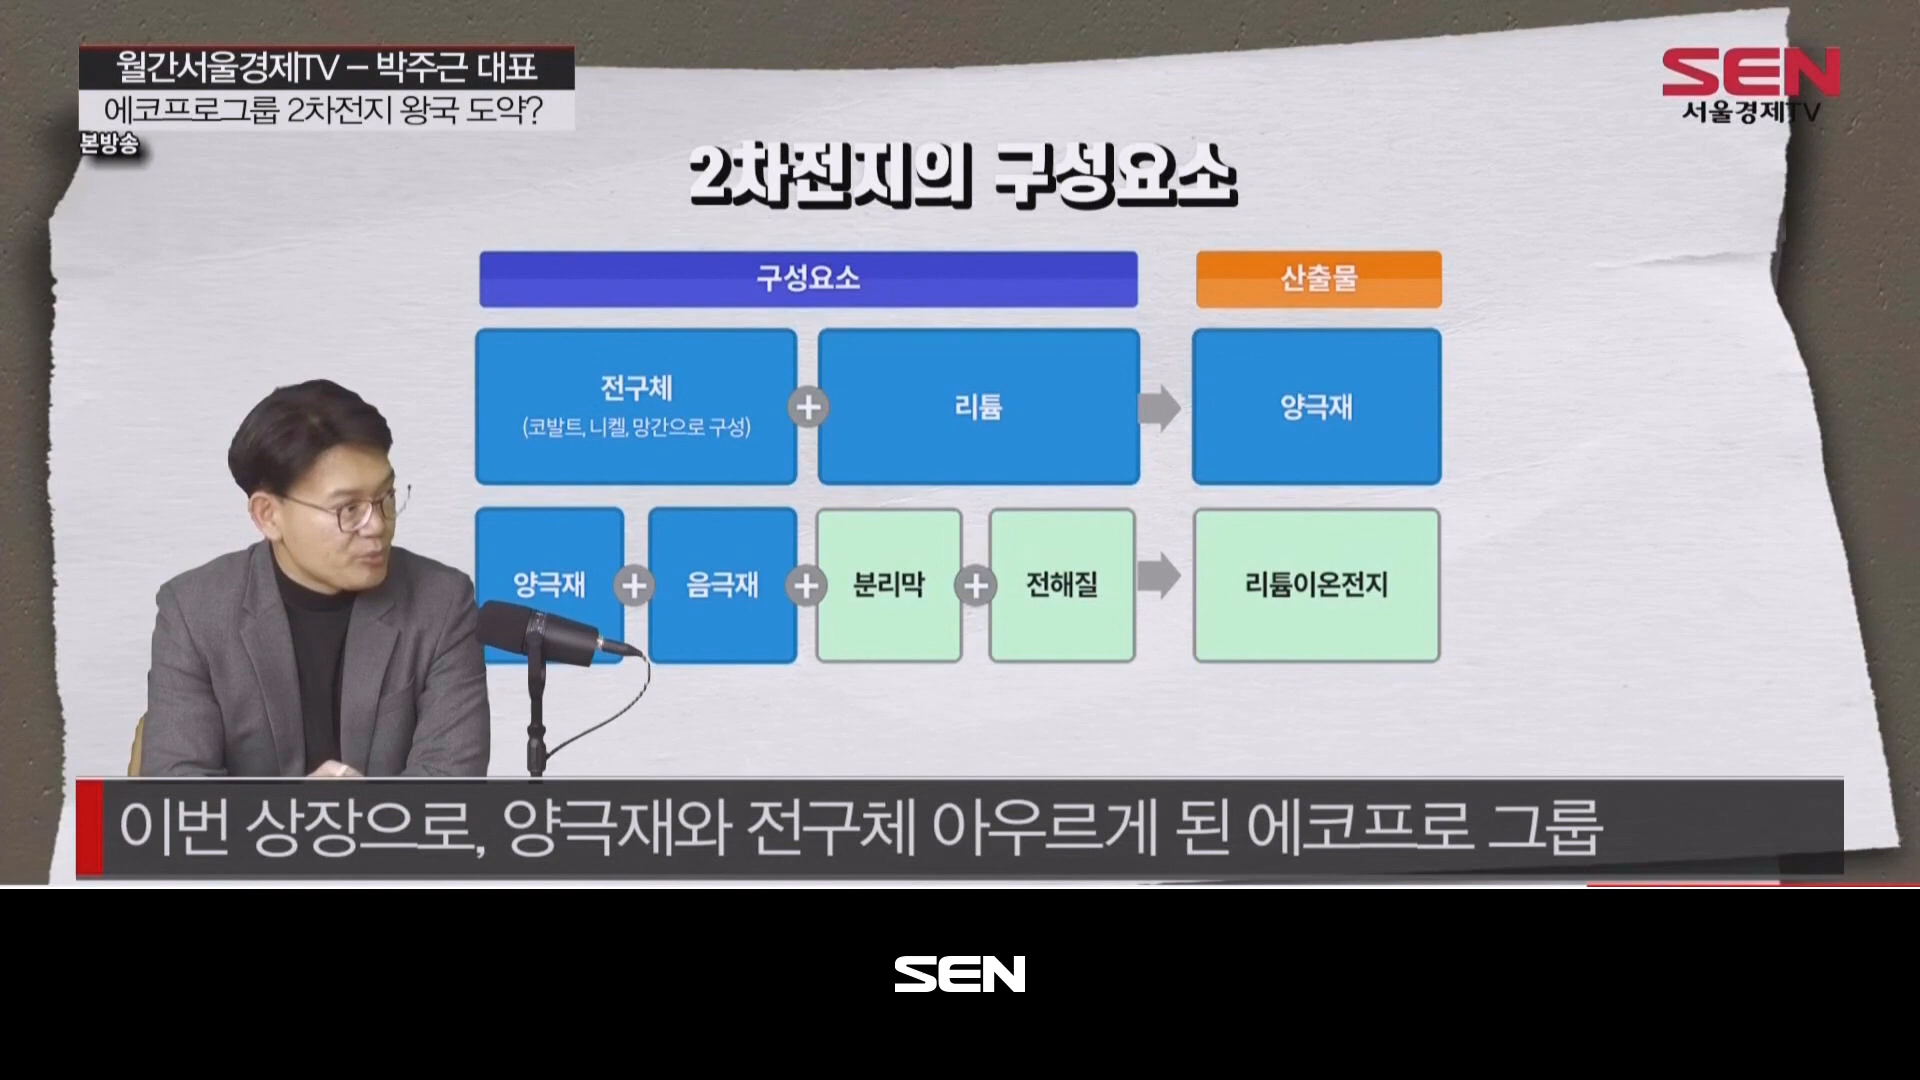 월간서울경제TV – 박주근 대표
에코프로그룹 2차전지 왕국 도약?
본방송
SEN
서울경제TV
2차전지의 구성요소
구성요소
산출물
전구체
(코발트, 니켈, 망간으로 구성)
+
리튬
양극재
양극재
+
음극재
+
분리막
+
전해질
리튬이온전지
이번 상장으로, 양극재와 전구체 아우르게 된 에코프로 그룹
SEN